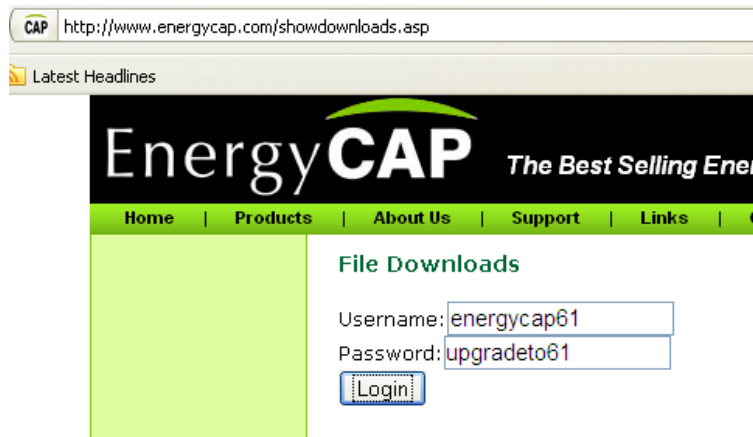 CAP http://www.energycap.com/showdownloads.asp
Latest Headlines
EnergyCAP The Best Selling
Home | Products | About Us | Support | Links |
File Downloads
Username: energycap61
Password: upgradeto61
Login